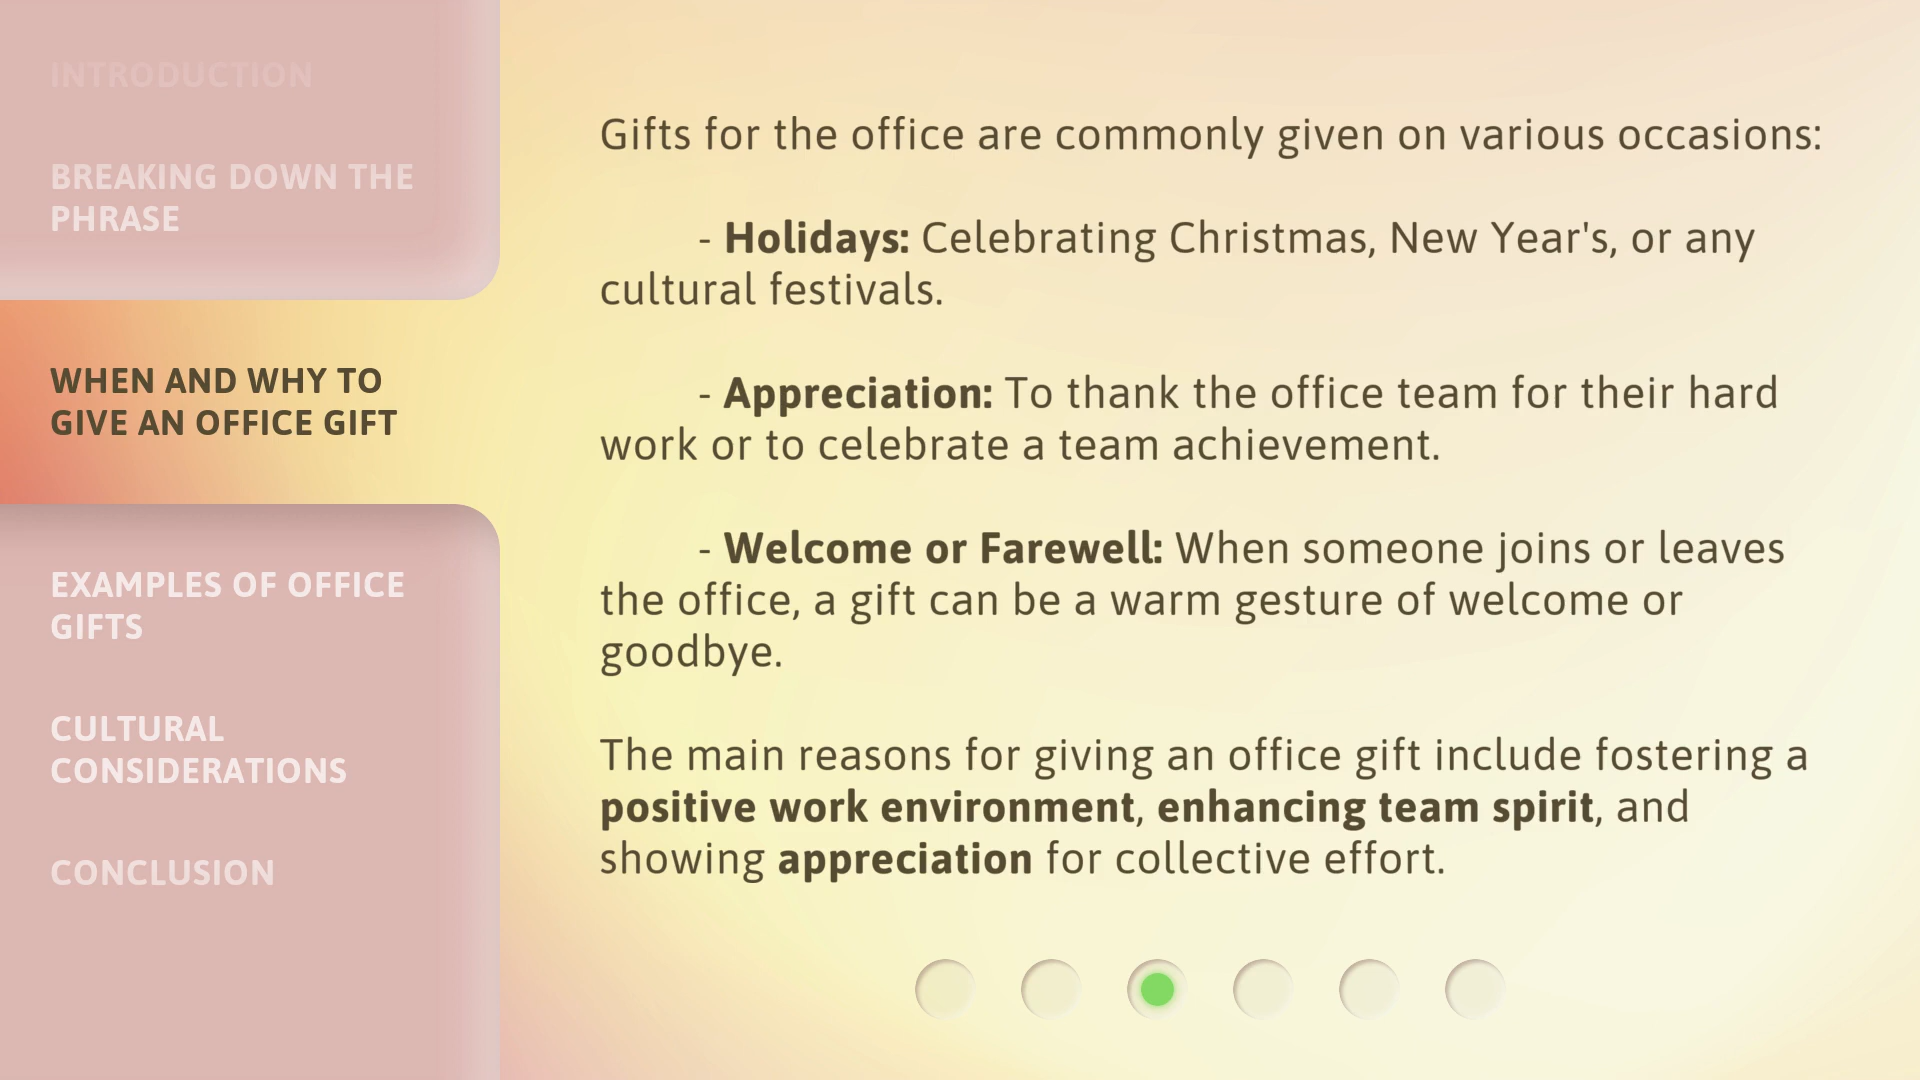 INTRODUCTION
BREAKING DOWN THE
PHRASE
WHEN AND WHY TO
GIVE AN OFFICE GIFT
EXAMPLES OF OFFICE
GIFTS
CULTURAL
CONSIDERATIONS
CONCLUSION
Gifts for the office are commonly given on various occasions:
- Holidays: Celebrating Christmas, New Year's, or any
cultural festivals.
- Appreciation: To thank the office team for their hard
work or to celebrate a team achievement.
- Welcome or Farewell: When someone joins or leaves
the office, a gift can be a warm gesture of welcome or
goodbye.
The main reasons for giving an office gift include fostering a
positive work environment, enhancing team spirit, and
showing appreciation for collective effort.